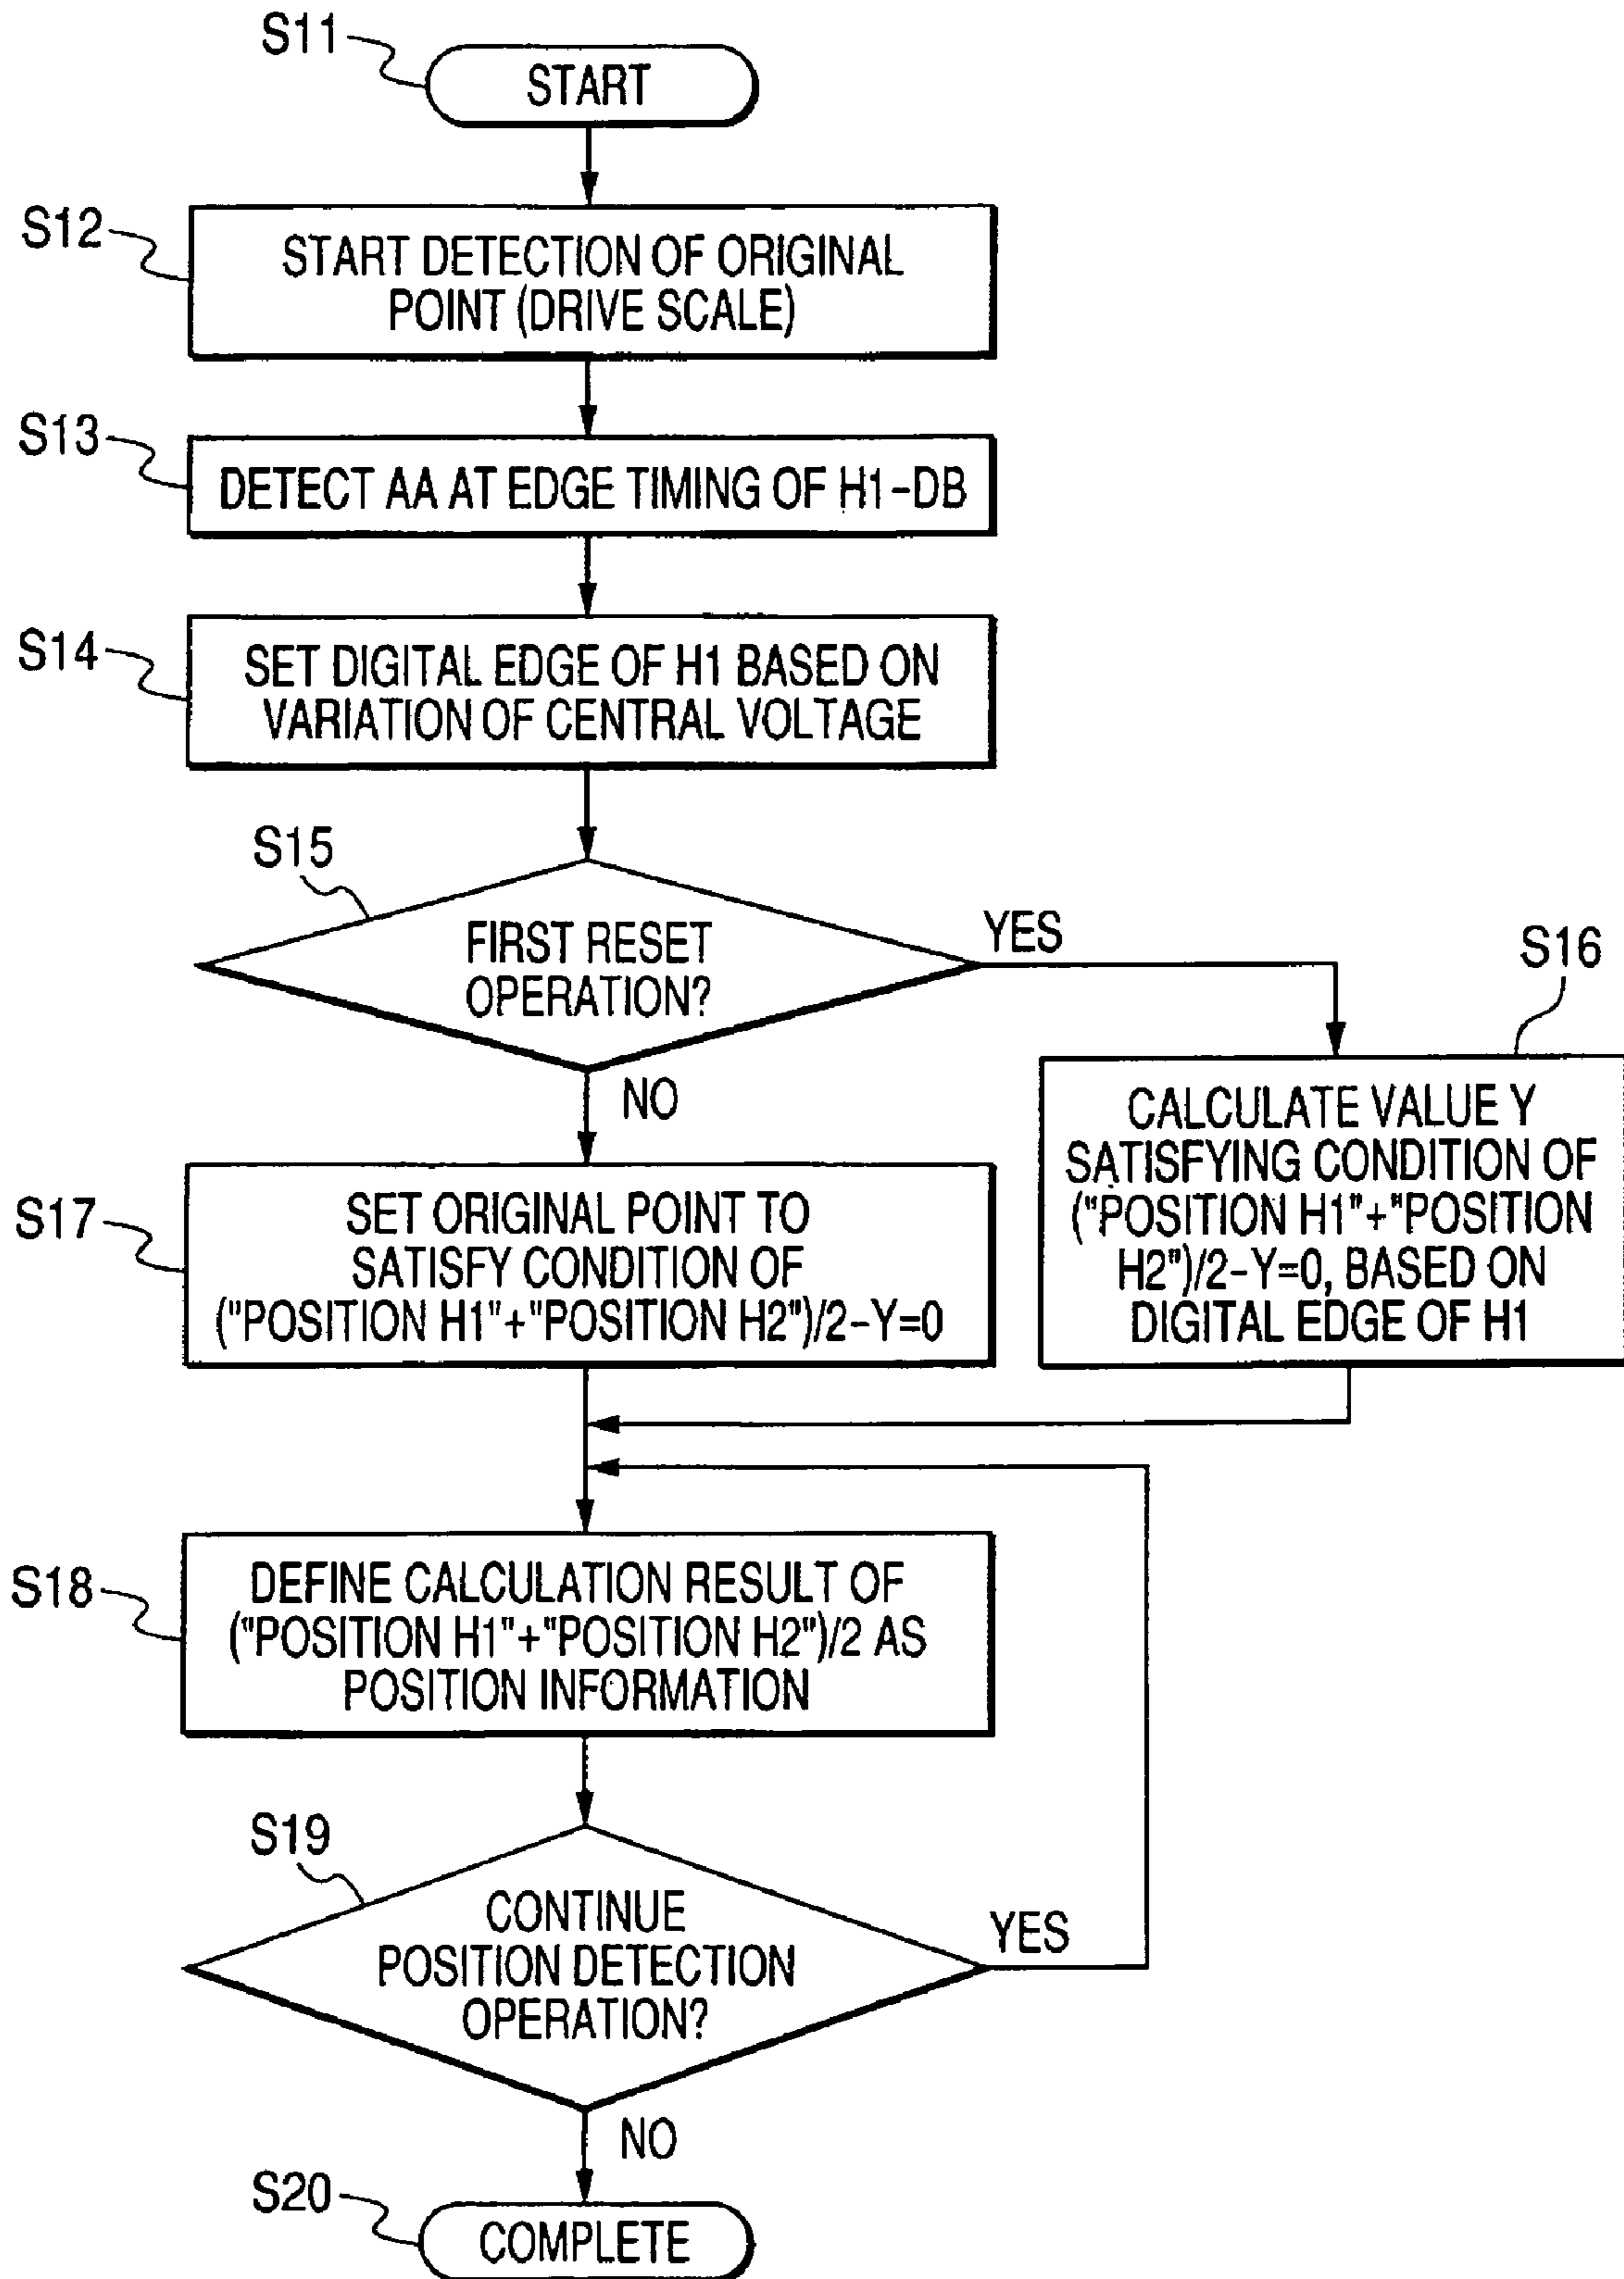 S11
START
S12
START DETECTION OF ORIGINAL
POINT (DRIVE SCALE)
S13
DETECT AA AT EDGE TIMING OF H1-DB
S14
SET DIGITAL EDGE OF H1 BASED ON
VARIATION OF CENTRAL VOLTAGE
S15
FIRST RESET
OPERATION?
YES
NO
S16
CALCULATE VALUE Y
SATISFYING CONDITION OF
("POSITION H1"+"POSITION
H2")/2-Y=0, BASED ON
DIGITAL EDGE OF H1
S17
SET ORIGINAL POINT TO
SATISFY CONDITION OF
("POSITION H1"+"POSITION H2")/2-Y=0
S18
DEFINE CALCULATION RESULT OF
("POSITION H1"+"POSITION H2")/2 AS
POSITION INFORMATION
S19
CONTINUE
POSITION DETECTION
OPERATION?
YES
NO
S20
COMPLETE